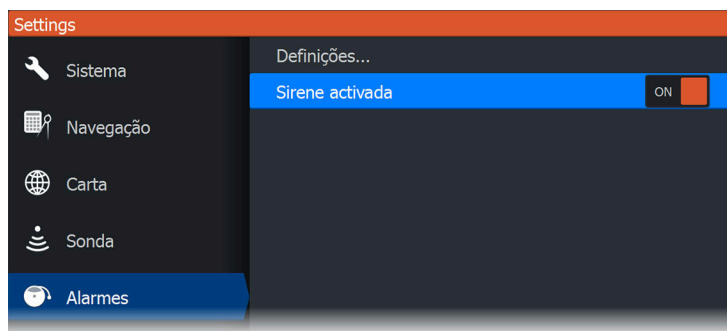 Settings
Sistema
Navegação
Carta
Sonda
Alarmes
Definições...
Sirene activada ON